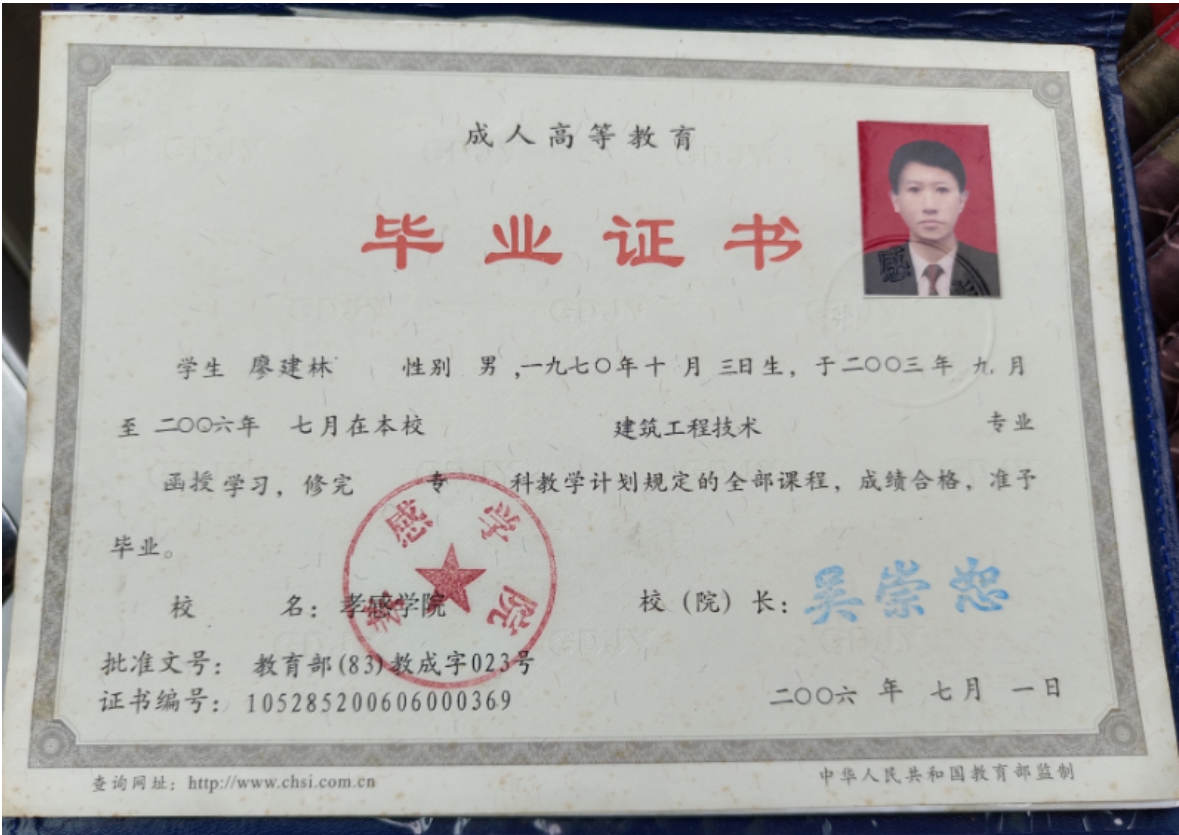 成人高等教育
毕业证书
学生 廖建林 性别 男 ,一九七〇年十月三日生，于二〇〇三年 九月
至二〇〇六年 七月在本校 建筑工程技术 专业
函授学习，修完 专 科教学计划规定的全部课程，成绩合格，准予
毕业。
校 名：孝感学院 校（院）长：吴崇恕
批准文号： 教育部(83)教成字023号
证书编号： 105285200606000369 二〇〇六年七月一日
查询网址：http://www.chsi.com.cn 中华人民共和国教育部监制
孝感学院
感 学